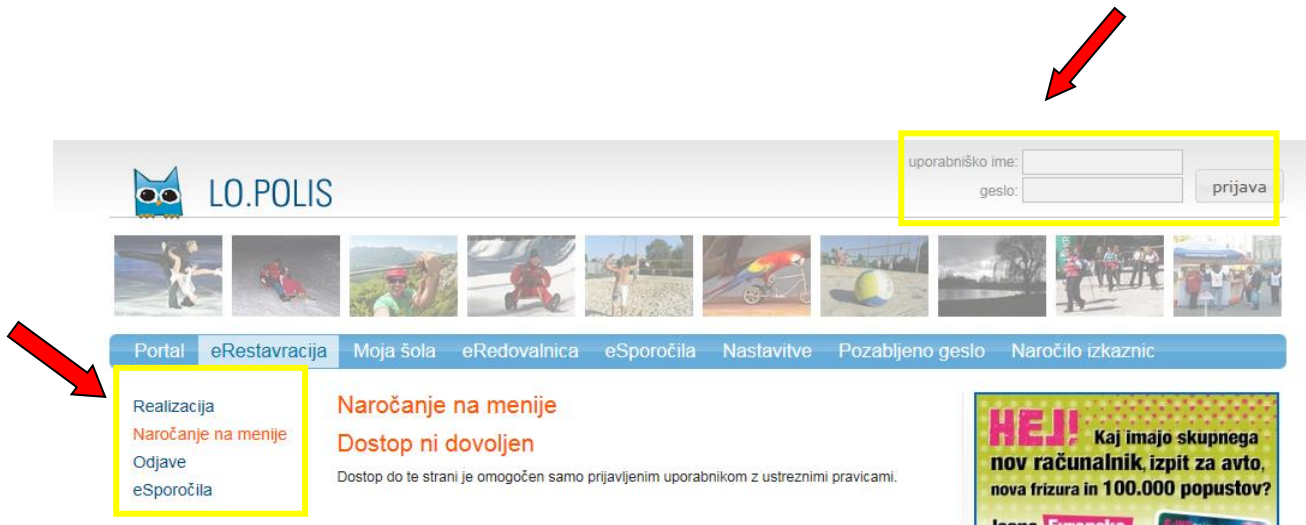 uporabniško ime:
geslo:
prijava
LO.POLIS
Portal eRestavracija Moja šola eRedovalnica eSporočila Nastavitve Pozabljeno geslo Naročilo izkaznic
Realizacija
Naročanje na menije
Odjave
eSporočila
Naročanje na menije
Dostop ni dovoljen
Dostop do te strani je omogočen samo prijavljenim uporabnikom z ustreznimi pravicami.
HEJ! Kaj imajo skupnega
nov računalnik, izpit za avto,
nova frizura in 100.000 popustov?